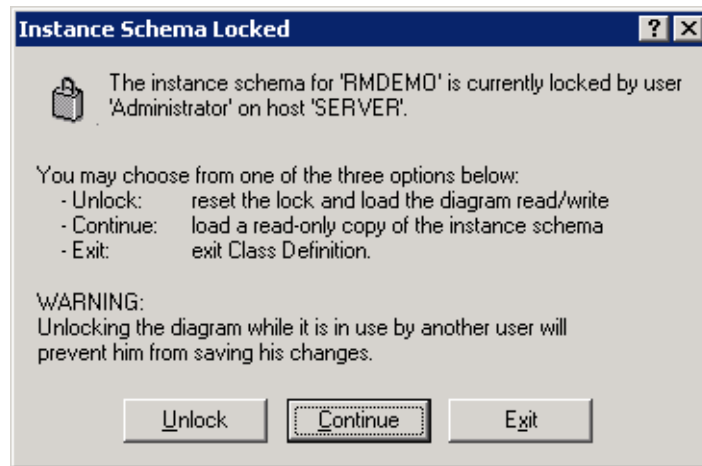 Instance Schema Locked
The instance schema for 'RMDEMO' is currently locked by user
'Administrator' on host 'SERVER'.
You may choose from one of the three options below:
- Unlock: reset the lock and load the diagram read/write
- Continue: load a read-only copy of the instance schema
- Exit: exit Class Definition.
WARNING:
Unlocking the diagram while it is in use by another user will
prevent him from saving his changes.
Unlock Continue Exit